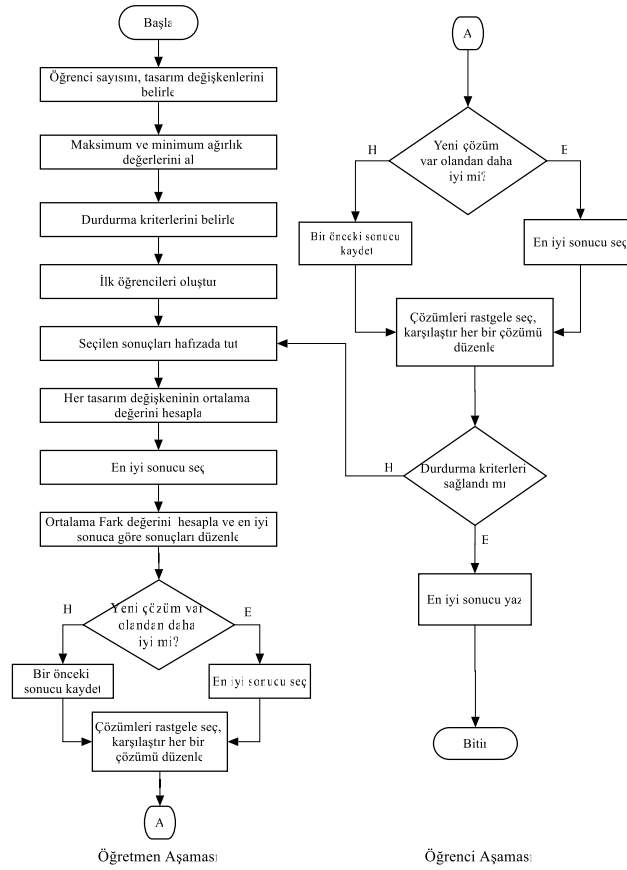 Başla
Öğrenci sayısını, tasarım değişkenlerini
belirle
Maksimum ve minimum ağırlık
değerlerini al
Durdurma kriterlerini belirle
İlk öğrencileri oluştur
Seçilen sonuçları hafızada tut
Her tasarım değişkeninin ortalama
değerini hesapla
En iyi sonucu seç
Ortalama Fark değerini hesapla ve en iyi
sonuca göre sonuçları düzenle
H
Yeni çözüm var
olandan daha
iyi mi?
E
Bir önceki
sonucu kaydet
En iyi sonucu seç
Çözümleri rastgele seç,
karşılaştır her bir
çözümü düzenle
A
Öğretmen Aşaması
A
H
Yeni çözüm
var olandan daha
iyi mi?
E
Bir önceki sonucu
kaydet
En iyi sonucu seç
Çözümleri rastgele seç,
karşılaştır her bir çözümü
düzenle
H
Durdurma kriterleri
sağlandı mı
E
En iyi sonucu yaz
Bitir
Öğrenci Aşaması